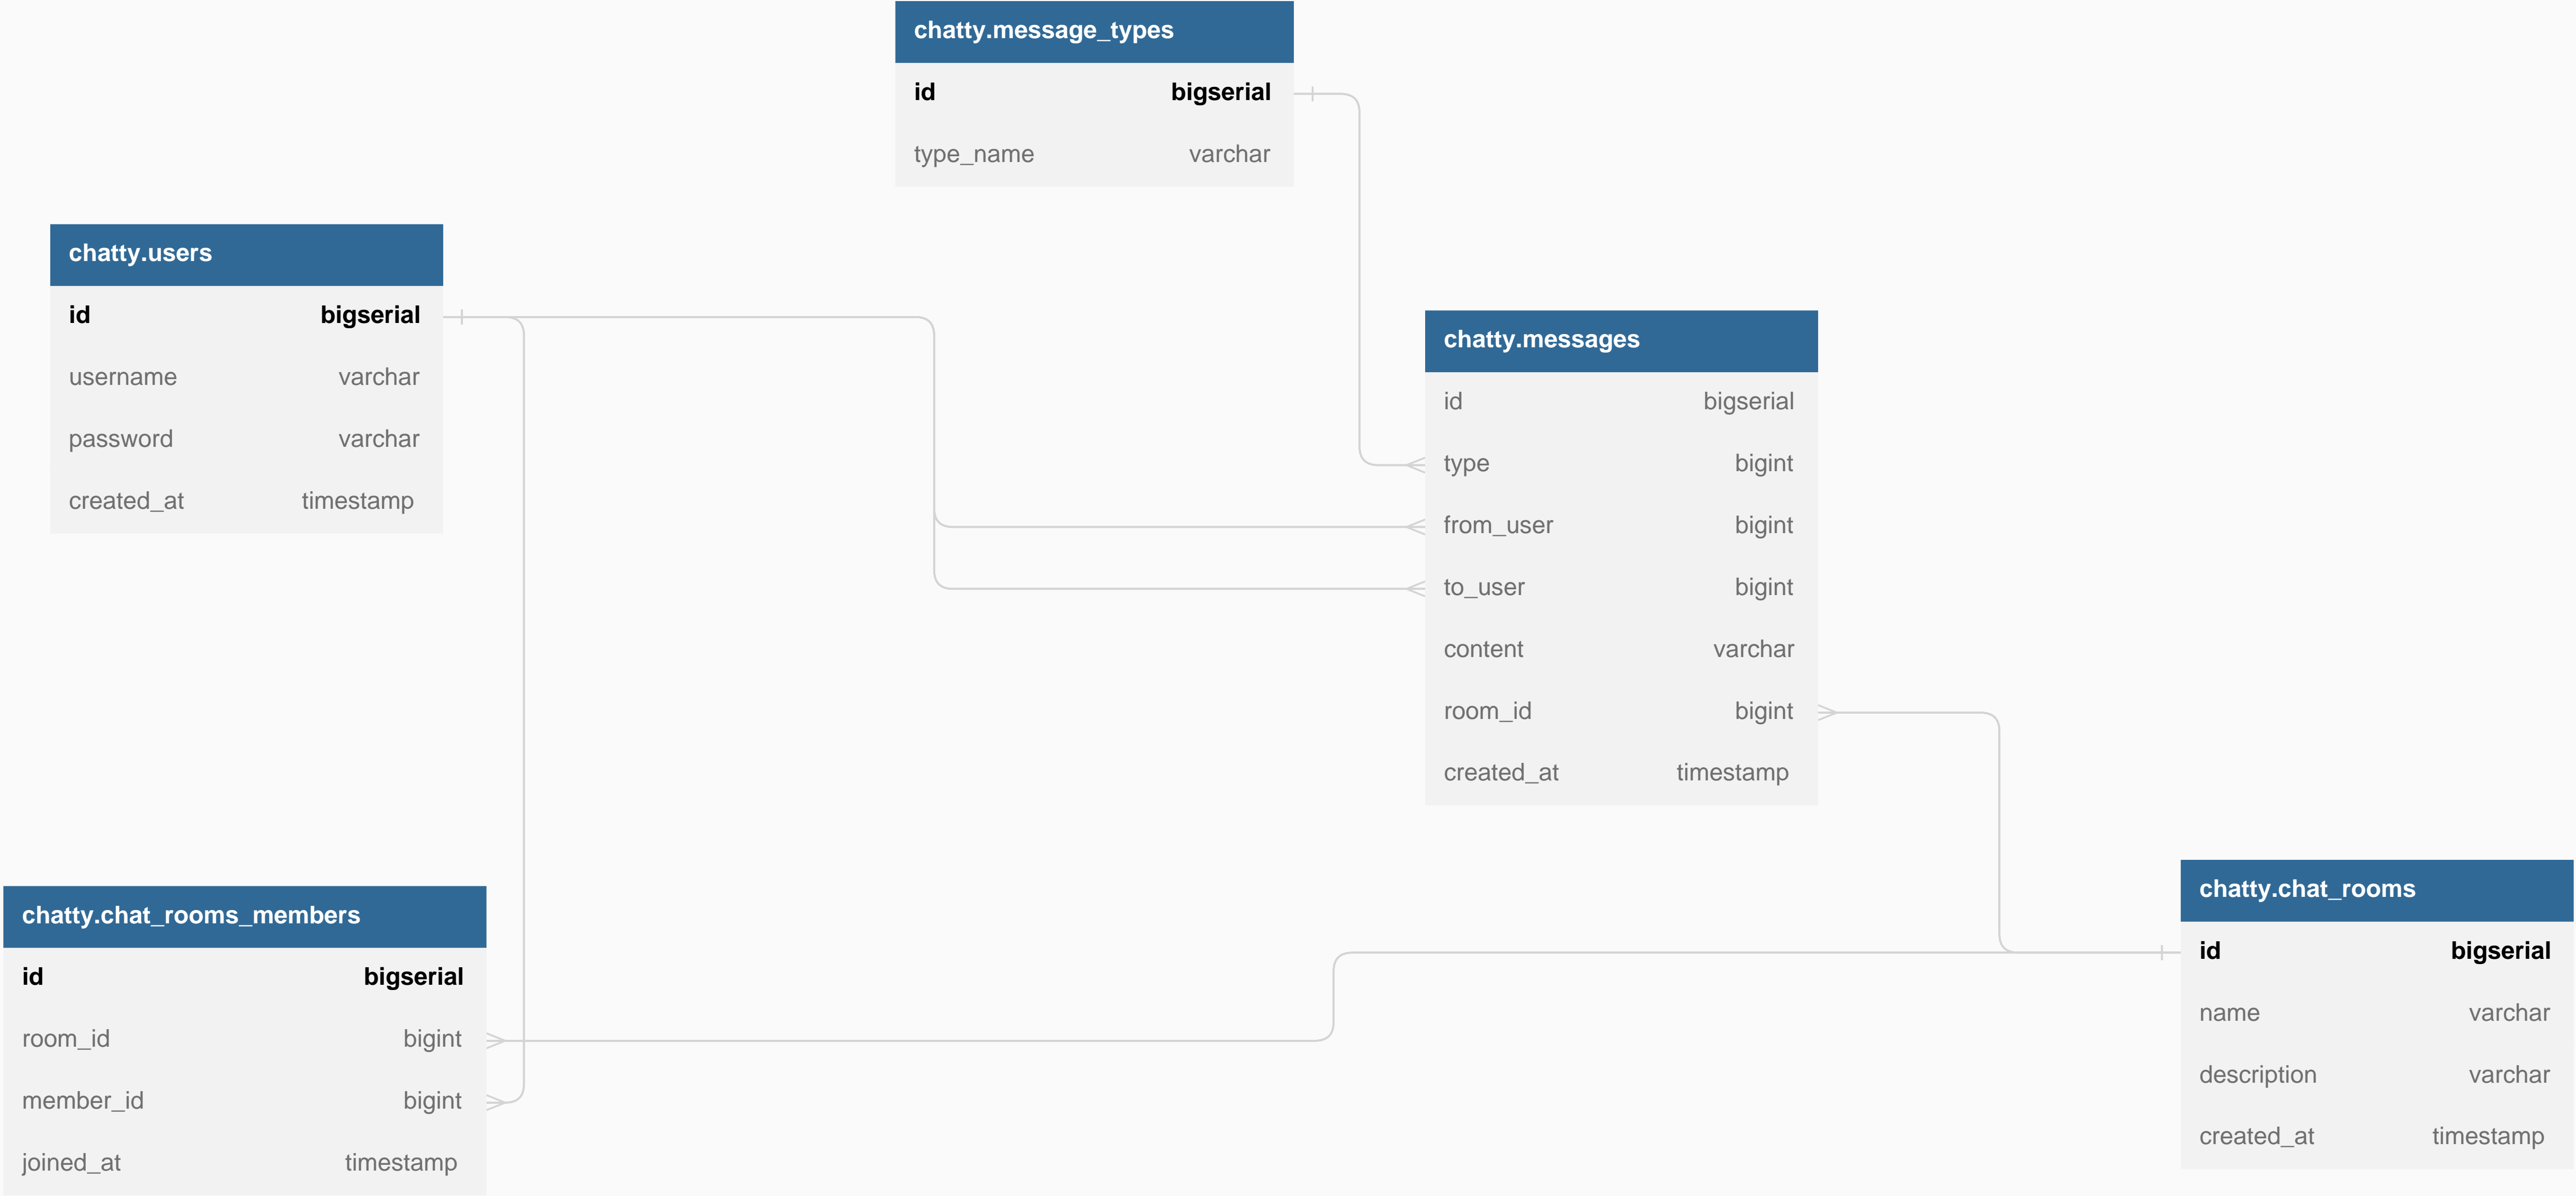 chatty.message_types
id bigserial
type_name varchar
chatty.users
id bigserial
username varchar
password varchar
created_at timestamp
chatty.messages
id bigserial
type bigint
from_user bigint
to_user bigint
content varchar
room_id bigint
created_at timestamp
chatty.chat_rooms_members
id bigserial
room_id bigint
member_id bigint
joined_at timestamp
chatty.chat_rooms
id bigserial
name varchar
description varchar
created_at timestamp